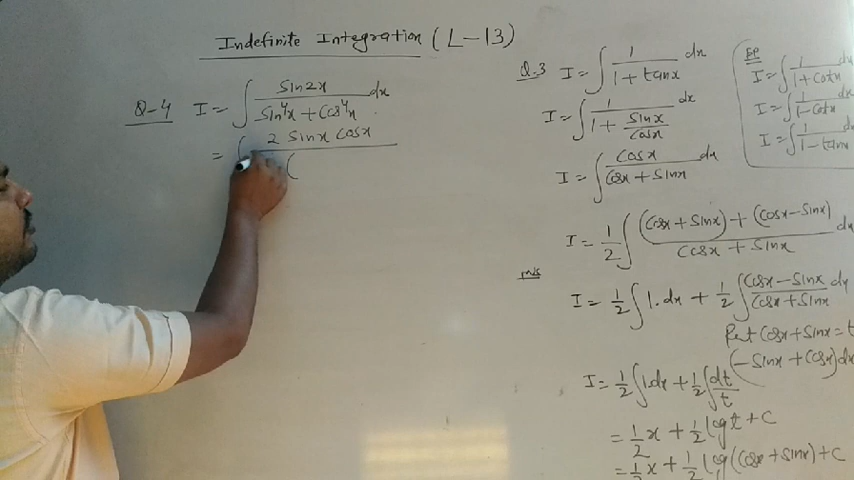 Indefinite Integration (L-13)
Q-4 I = ∫ sin2x / (sin⁴x + cos⁴x) dx
= ∫ 2 sinx cosx / (
Q.3 I = ∫ 1 / (1 + tanx) dx
I = ∫ 1 / (1 + sinx/cosx) dx
I = ∫ cosx / (cosx + sinx) dx
I = 1/2 ∫ ((cosx + sinx) + (cosx - sinx)) / (cosx + sinx) dx
I = 1/2 ∫ 1.dx + 1/2 ∫ (cosx - sinx) / (cosx + sinx) dx
Put cosx + sinx = t
(-sinx + cosx) dx
I = 1/2 ∫ 1.dx + 1/2 ∫ dt/t
= 1/2 x + 1/2 log t + c
= 1/2 x + 1/2 log (cosx + sinx) + c
I = ∫ 1 / (1 + cotx) dx
I = ∫ 1 / (1 - cotx)
I = ∫ 1 / (1 - tanx)